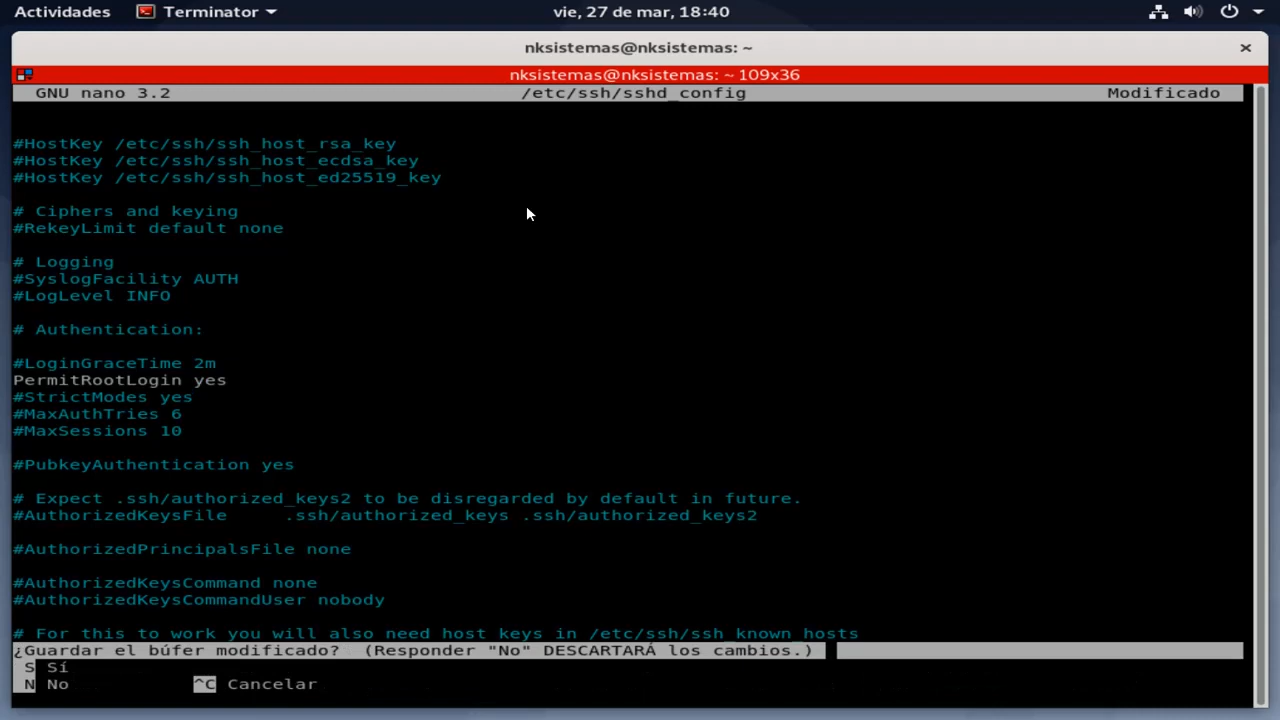 Actividades Terminator vie, 27 de mar, 18:40
nksistemas@nksistemas: ~
nksistemas@nksistemas: ~ 109x36
GNU nano 3.2 /etc/ssh/sshd_config Modificado
#HostKey /etc/ssh/ssh_host_rsa_key
#HostKey /etc/ssh/ssh_host_ecdsa_key
#HostKey /etc/ssh/ssh_host_ed25519_key
# Ciphers and keying
#RekeyLimit default none
# Logging
#SyslogFacility AUTH
#LogLevel INFO
# Authentication:
#LoginGraceTime 2m
PermitRootLogin yes
#StrictModes yes
#MaxAuthTries 6
#MaxSessions 10
#PubkeyAuthentication yes
# Expect .ssh/authorized_keys2 to be disregarded by default in future.
#AuthorizedKeysFile .ssh/authorized_keys .ssh/authorized_keys2
#AuthorizedPrincipalsFile none
#AuthorizedKeysCommand none
#AuthorizedKeysCommandUser nobody
# For this to work you will also need host keys in /etc/ssh/ssh_known_hosts
¿Guardar el búfer modificado? (Responder "No" DESCARTARÁ los cambios.)
S Sí
N No ^C Cancelar